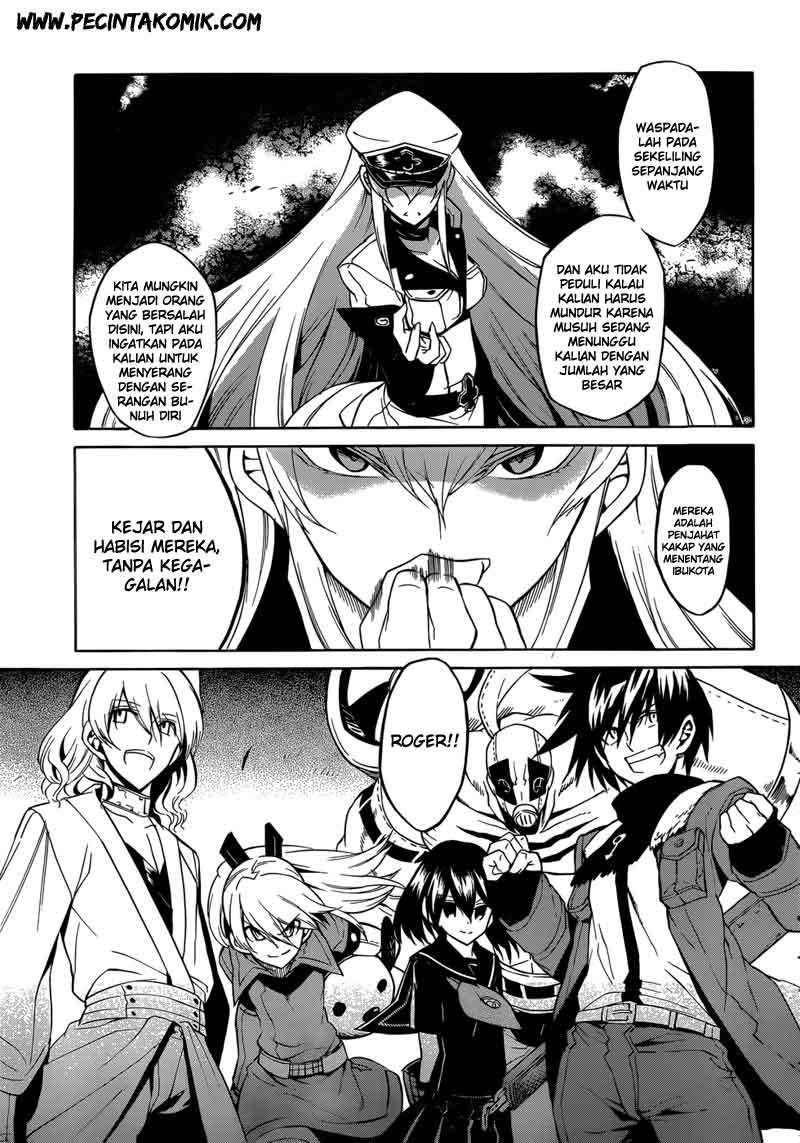 WWW.PECINTAKOMIK.COM
WASPADA-
LAH PADA
SEKELILING
SEPANJANG
WAKTU
DAN AKU TIDAK
PEDULI KALAU
KALIAN HARUS
MUNDUR KARENA
MUSUH SEDANG
MENUNGGU
KALIAN DENGAN
JUMLAH YANG
BESAR
KITA MUNGKIN
MENJADI ORANG
YANG BERSALAH
DISINI, TAPI AKU
INGATKAN PADA
KALIAN UNTUK
MENYERANG
DENGAN SE-
RANGAN BU-
NUH DIRI
MEREKA
ADALAH
PENJAHAT
KAKAP YANG
MENENTANG
IBUKOTA
KEJAR DAN
HABISI MEREKA,
TANPA KEGA-
GALAN!!
ROGER!!